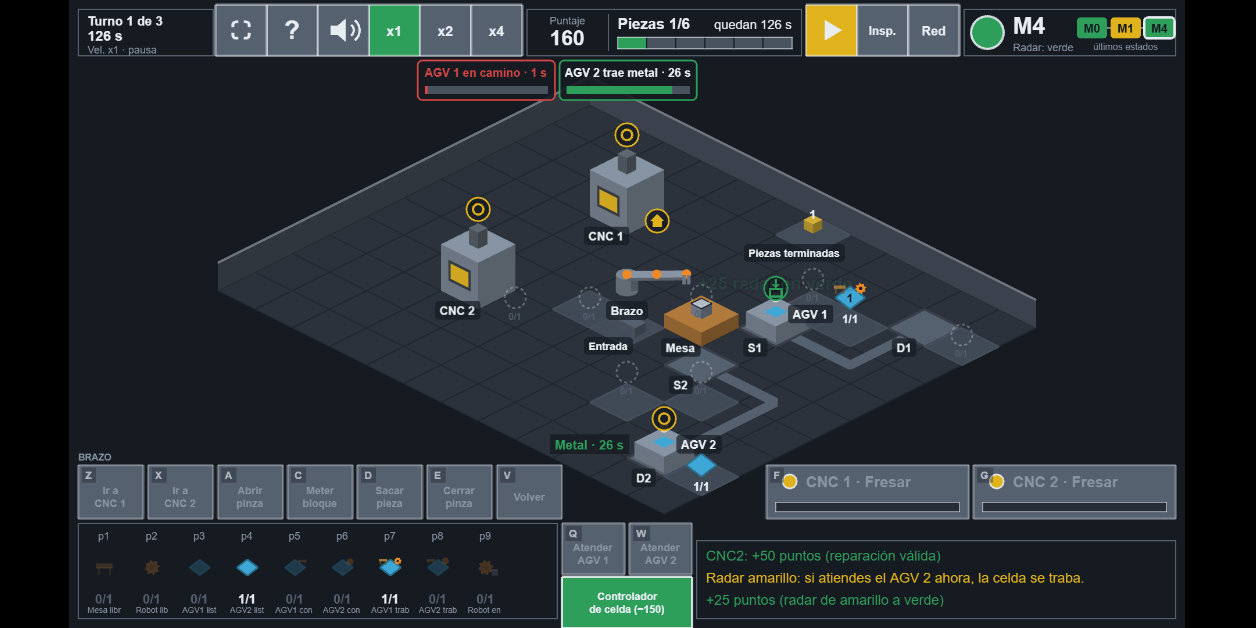 Turno 1 de 3
126 s
Vel. x1 · pausa
?
x1
x2
x4
Puntaje
160
Piezas 1/6
quedan 126 s
Insp.
Red
M4
Radar: verde
M0
M1
M4
últimos estados
AGV 1 en camino · 1 s
AGV 2 trae metal · 26 s
CNC 1
1
Piezas terminadas
CNC 2
0/1
0/1
Brazo
0/1
1
AGV 1
1/1
Entrada
Mesa
S1
D1
0/1
0/1
S2
0/1
Metal · 26 s
AGV 2
D2
1/1
BRAZO
Z
Ir a
CNC 1
X
Ir a
CNC 2
A
Abrir
pinza
C
Meter
bloque
D
Sacar
pieza
E
Cerrar
pinza
V
Volver
F
CNC 1 · Fresar
G
CNC 2 · Fresar
p1
p2
p3
p4
p5
p6
p7
p8
p9
0/1
0/1
0/1
1/1
0/1
0/1
1/1
0/1
0/1
Mesa libr
Robot lib
AGV1 list
AGV2 list
AGV1 con
AGV2 con
AGV1 trab
AGV2 trab
Robot en
Q
Atender
AGV 1
W
Atender
AGV 2
Controlador
de celda (−150)
CNC2: +50 puntos (reparación válida)
Radar amarillo: si atiendes el AGV 2 ahora, la celda se traba.
+25 puntos (radar de amarillo a verde)